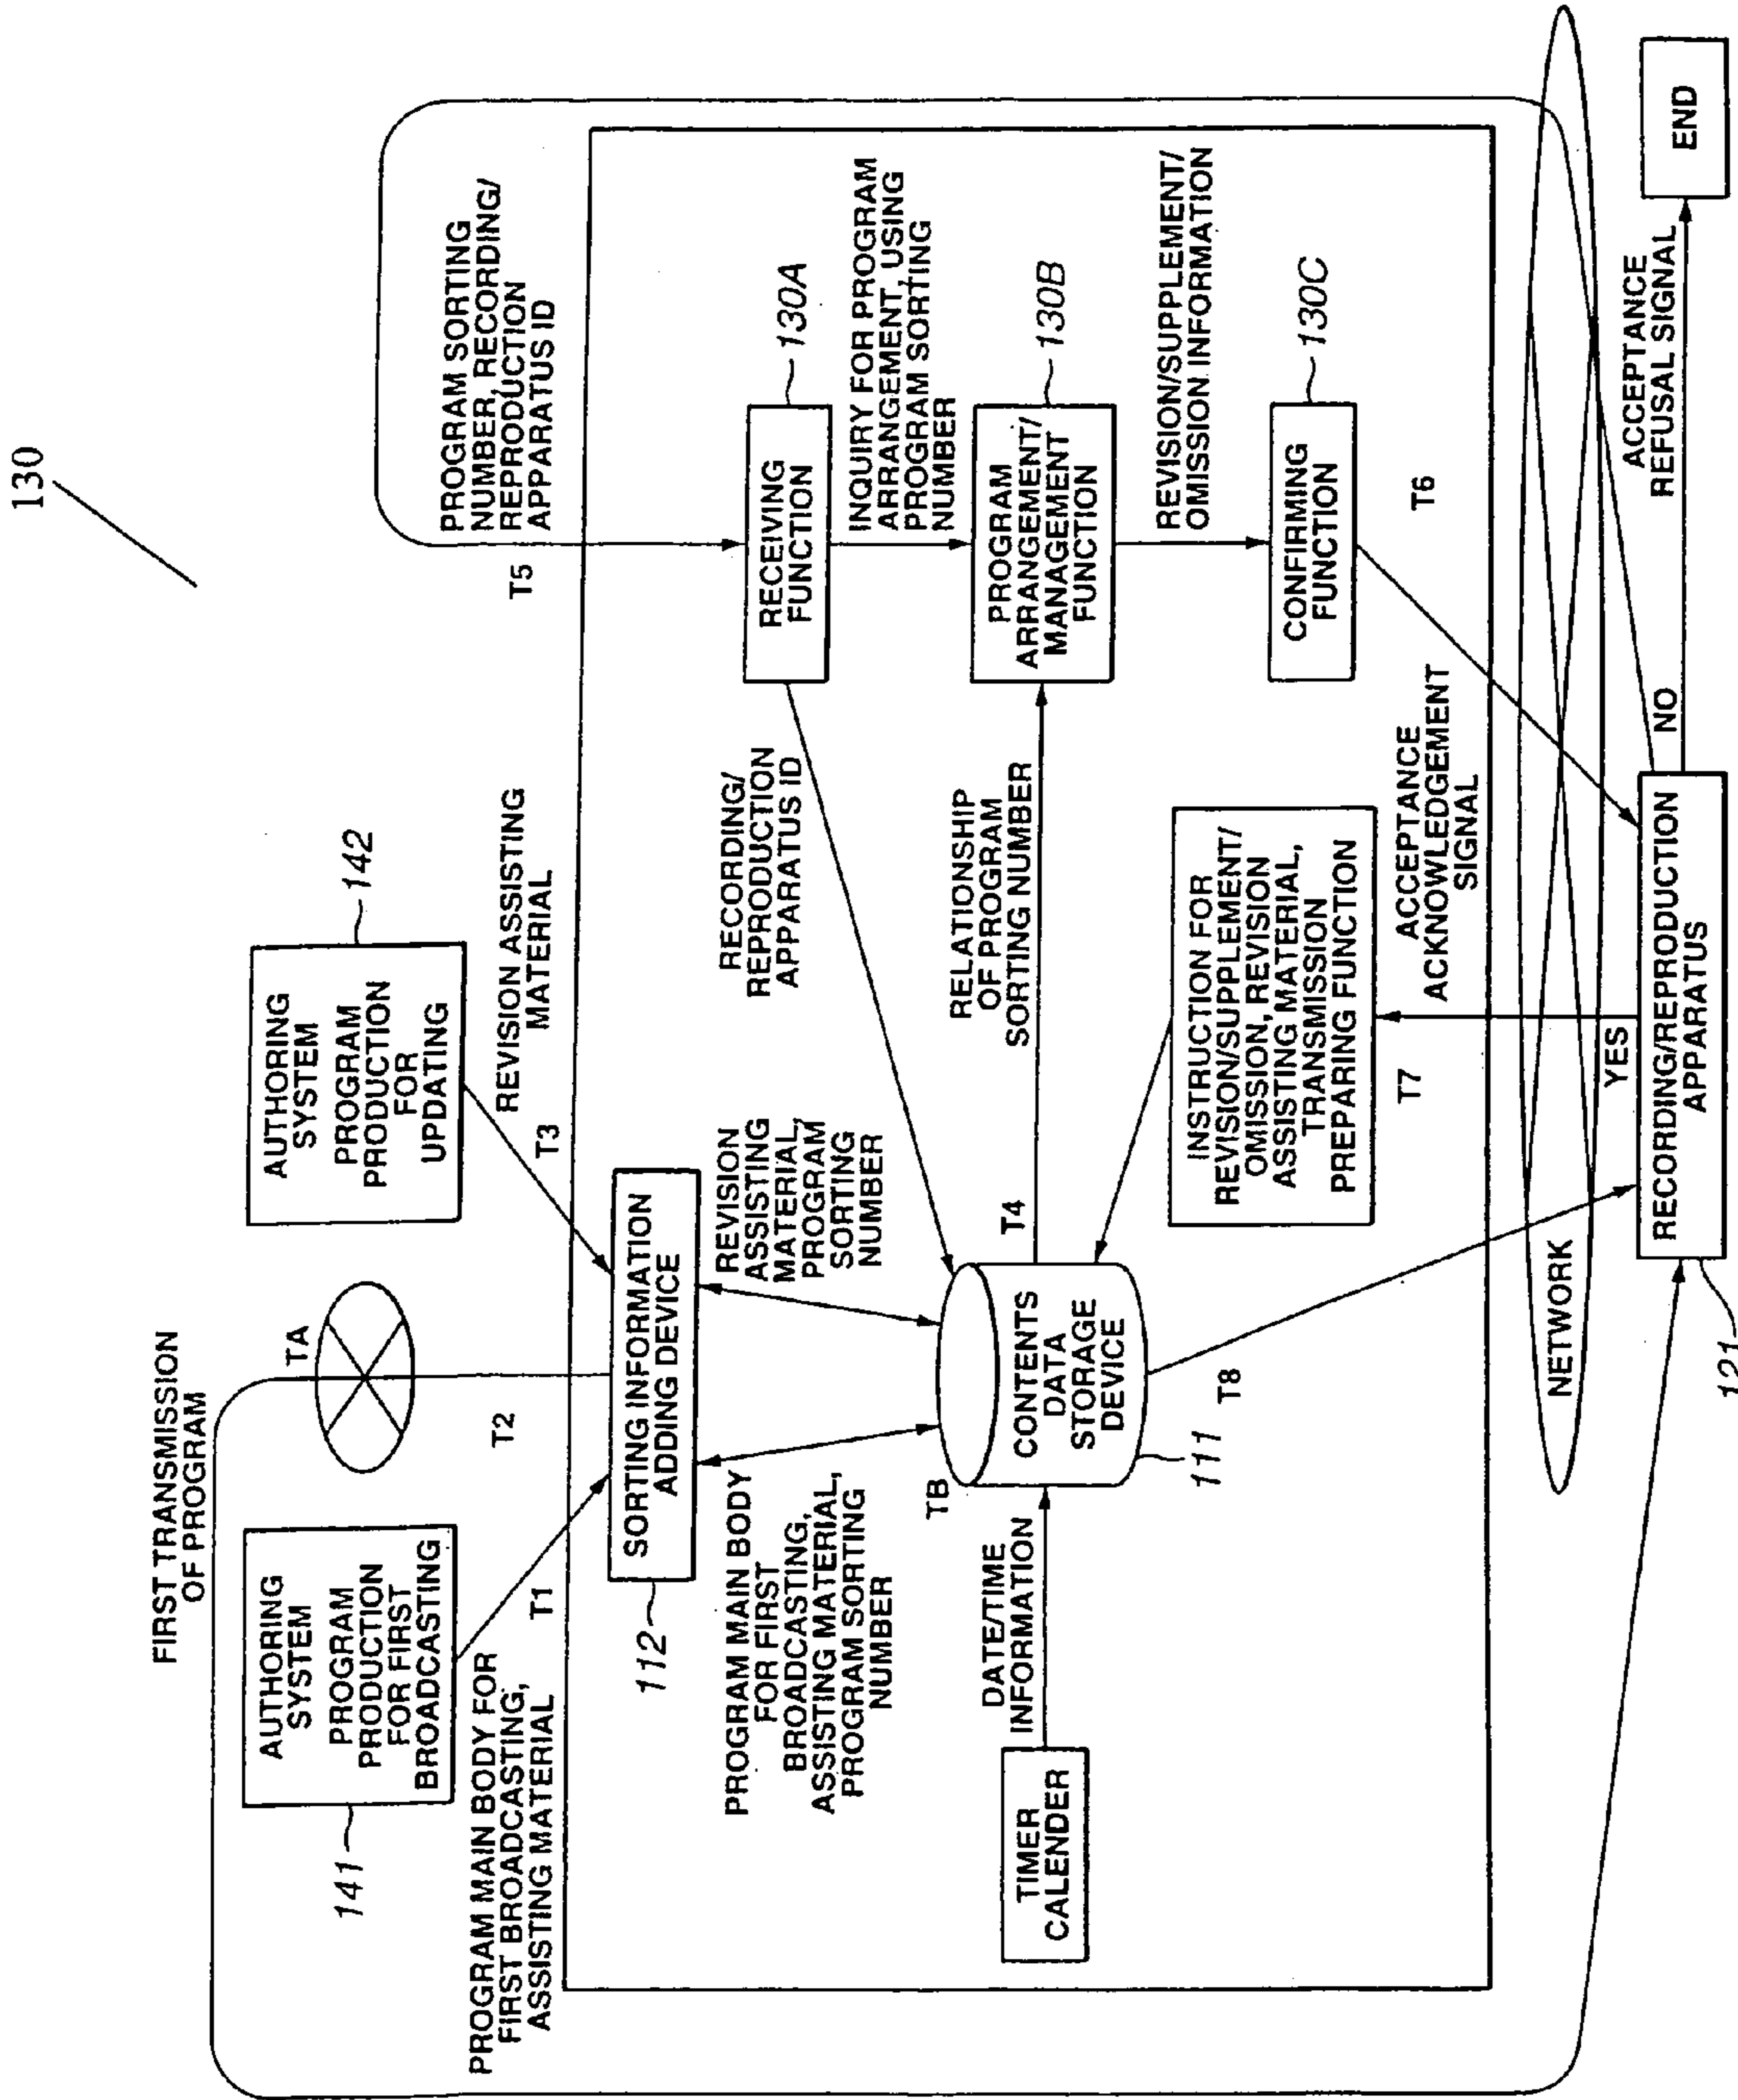 130
FIRST TRANSMISSION
OF PROGRAM
TA
AUTHORING
SYSTEM
PROGRAM
PRODUCTION
FOR FIRST
BROADCASTING
141
AUTHORING
SYSTEM
PROGRAM
PRODUCTION
FOR
UPDATING
142
PROGRAM MAIN BODY FOR
FIRST BROADCASTING,
ASSISTING MATERIAL
T1
T2
T3
REVISION ASSISTING
MATERIAL
PROGRAM SORTING
NUMBER, RECORDING/
REPRODUCTION
APPARATUS ID
T5
SORTING INFORMATION
ADDING DEVICE
112
PROGRAM MAIN BODY
FOR FIRST
BROADCASTING,
ASSISTING MATERIAL,
PROGRAM SORTING
NUMBER
REVISION
ASSISTING
MATERIAL,
PROGRAM
SORTING
NUMBER
RECORDING/
REPRODUCTION
APPARATUS ID
RECEIVING
FUNCTION
130A
INQUIRY FOR PROGRAM
ARRANGEMENT, USING
PROGRAM SORTING
NUMBER
TB
CONTENTS
DATA
STORAGE
DEVICE
111
DATE/TIME
INFORMATION
TIMER
CALENDER
T4
RELATIONSHIP
OF PROGRAM
SORTING NUMBER
PROGRAM
ARRANGEMENT/
MANAGEMENT
FUNCTION
130B
REVISION/SUPPLEMENT/
OMISSION INFORMATION
CONFIRMING
FUNCTION
130C
INSTRUCTION FOR
REVISION/SUPPLEMENT/
OMISSION, REVISION
ASSISTING MATERIAL,
TRANSMISSION
PREPARING FUNCTION
T8
T7
ACCEPTANCE
ACKNOWLEDGEMENT
SIGNAL
T6
NETWORK
YES
NO
RECORDING/REPRODUCTION
APPARATUS
121
ACCEPTANCE
REFUSAL SIGNAL
END